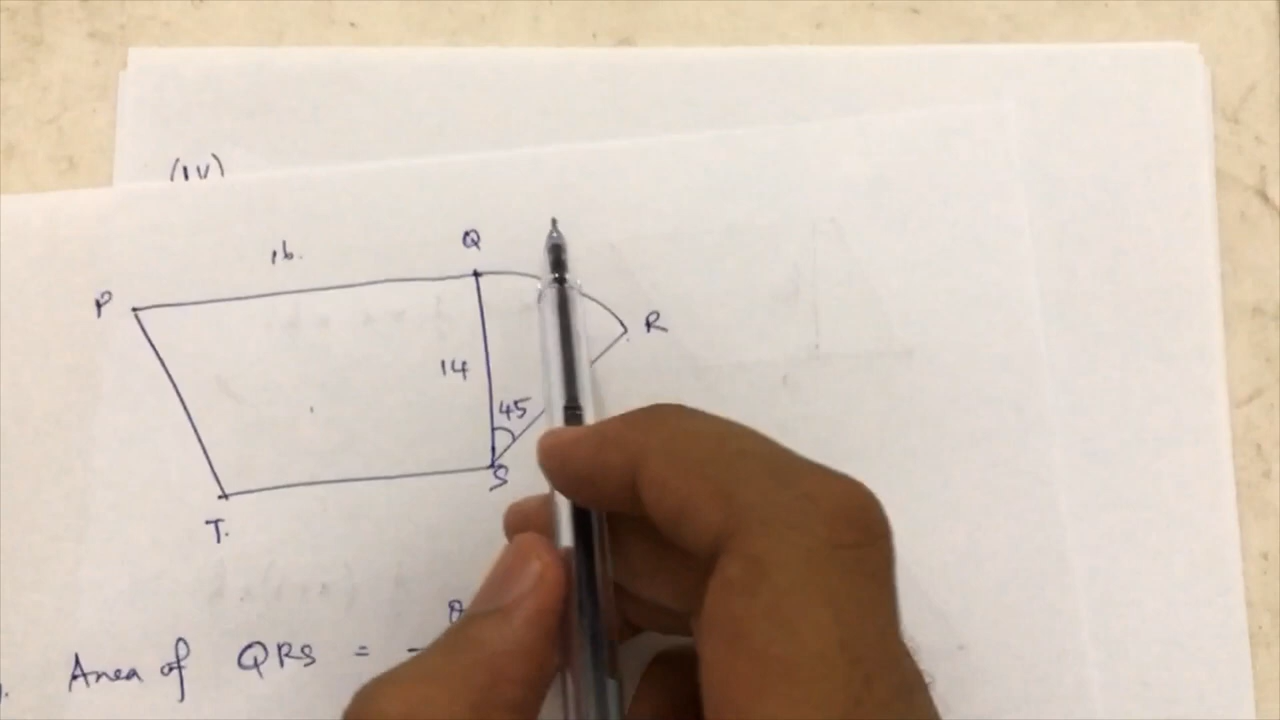 (iv)
16.
Q
P
R
14
45
S
T.
θ
Area of QRS =